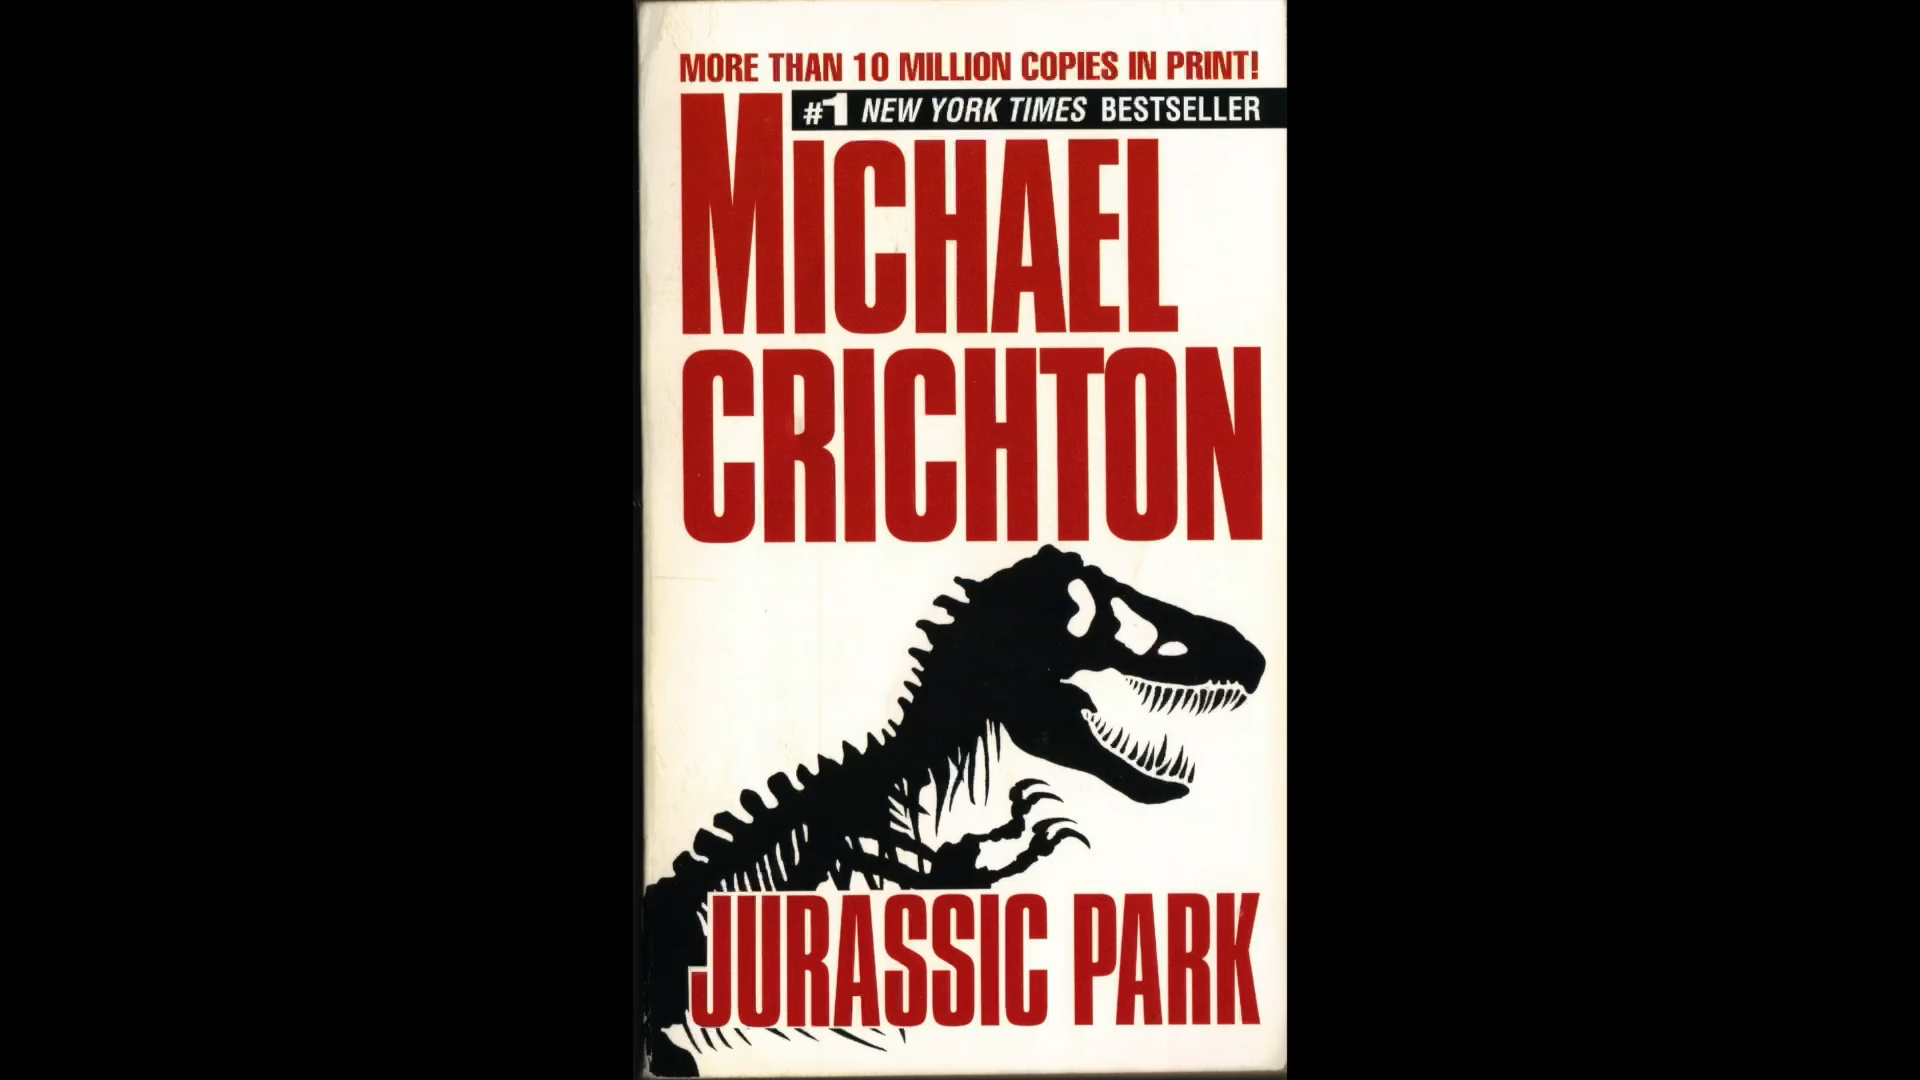 MORE THAN 10 MILLION COPIES IN PRINT!
#1 NEW YORK TIMES BESTSELLER
MICHAEL
CRICHTON
JURASSIC PARK